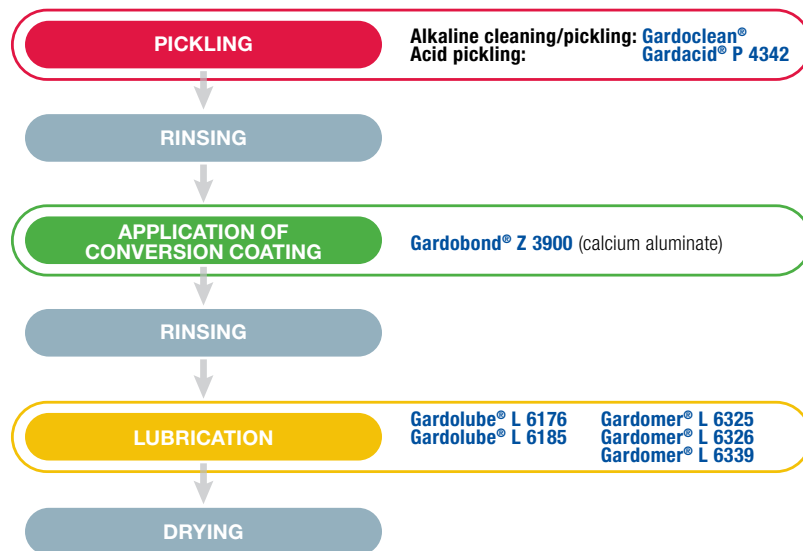 PICKLING
Alkaline cleaning/pickling: Gardoclean®
Acid pickling: Gardacid® P 4342
RINSING
APPLICATION OF
CONVERSION COATING
Gardobond® Z 3900 (calcium aluminate)
RINSING
LUBRICATION
Gardolube® L 6176 Gardomer® L 6325
Gardolube® L 6185 Gardomer® L 6326
Gardomer® L 6339
DRYING